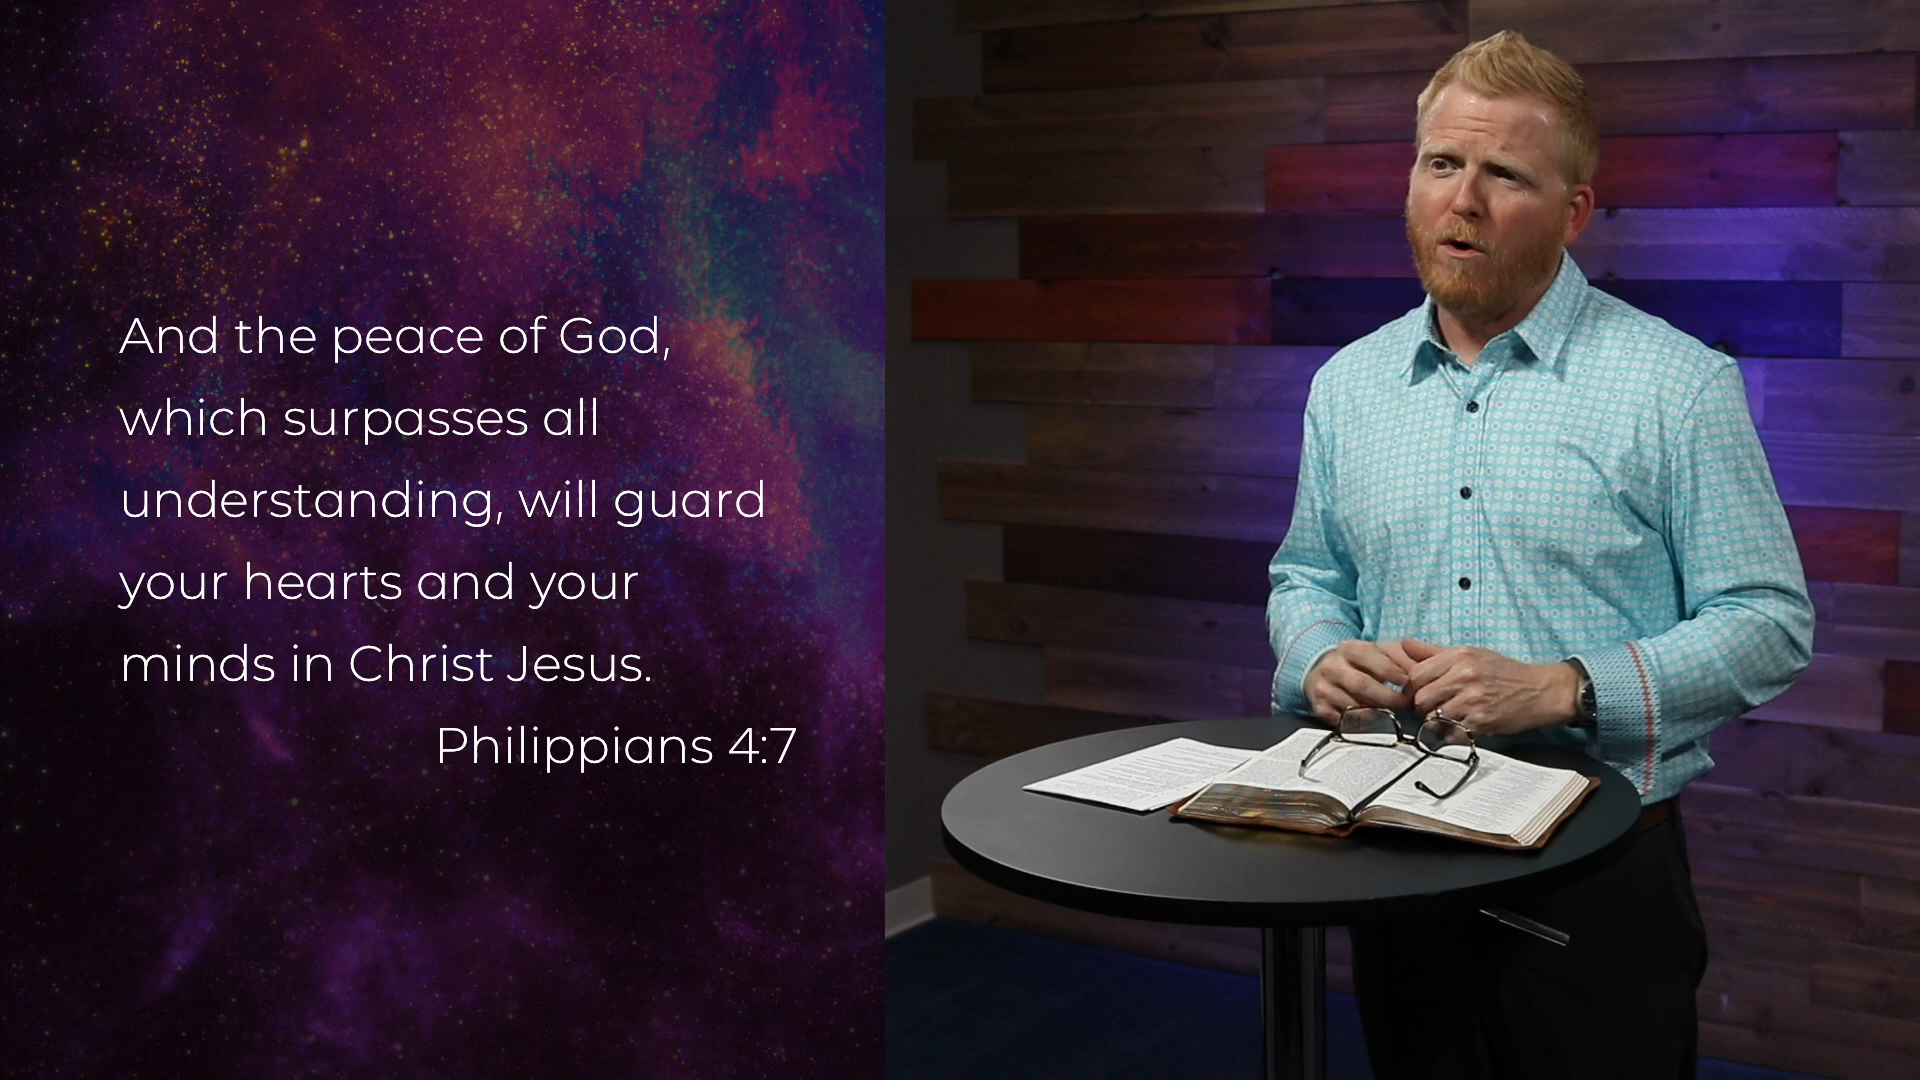 And the peace of God,
which surpasses all
understanding, will guard
your hearts and your
minds in Christ Jesus.
Philippians 4:7